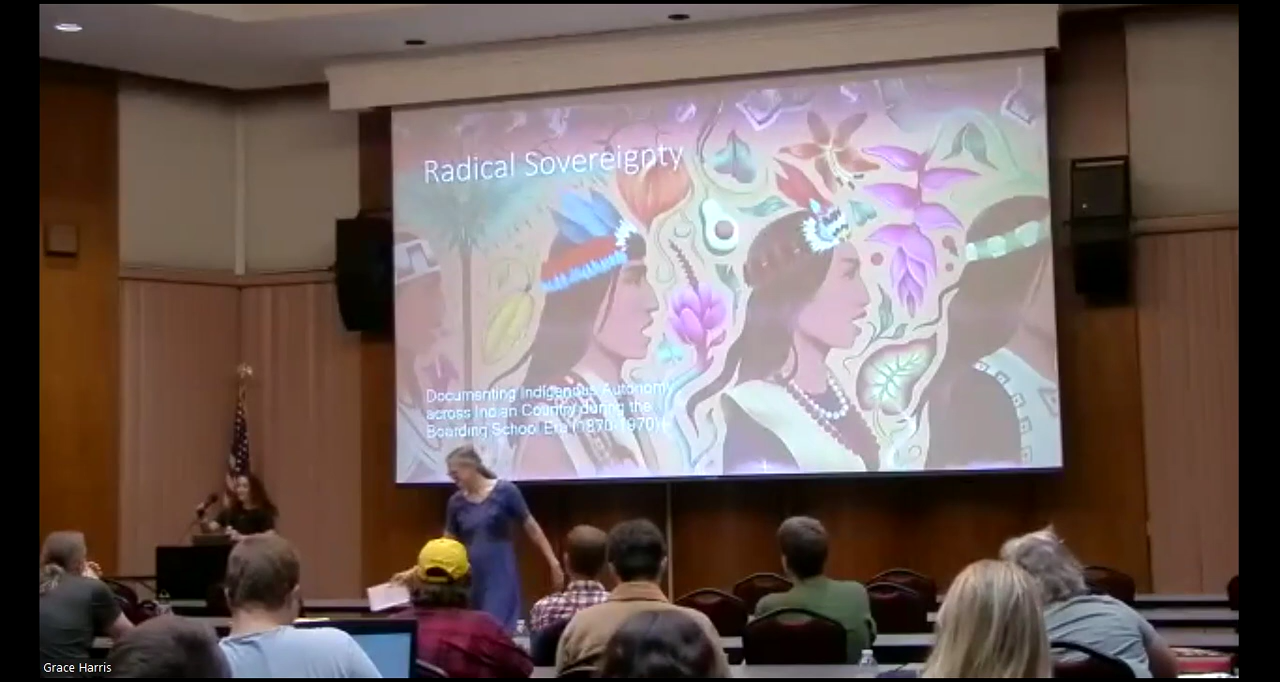 Radical Sovereignty
Documenting Indigenous Autonomy
across Indian Country during the
Boarding School Era (1870-1970)
Grace Harris